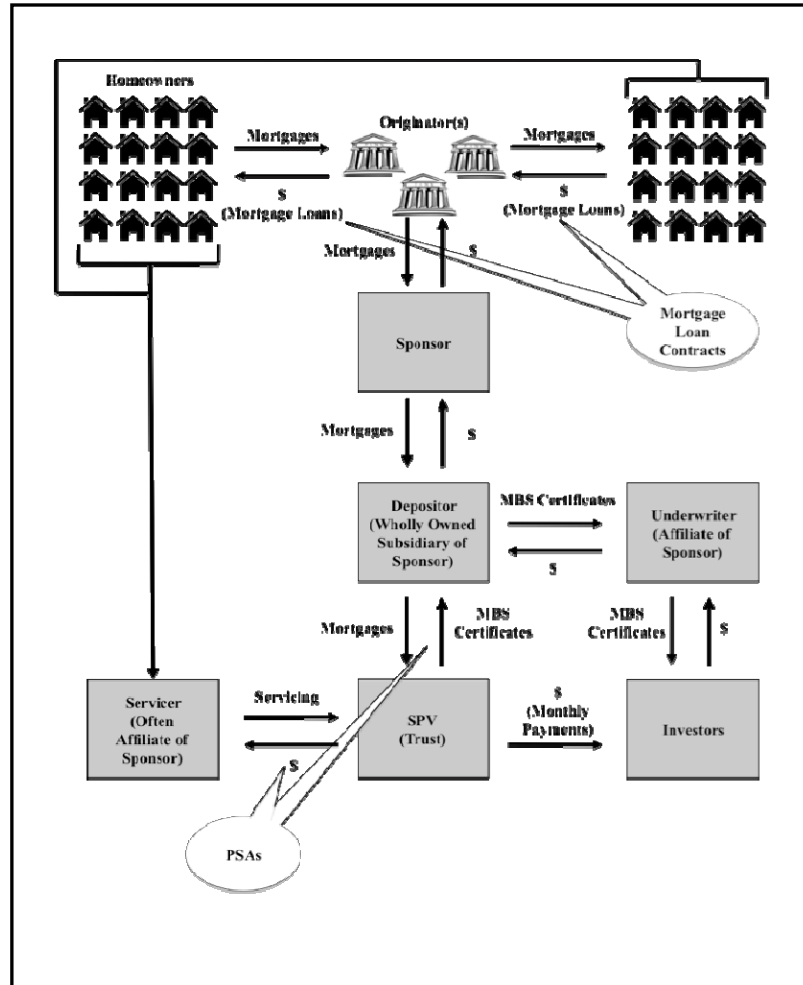 Homeowners
Originator(s)
Mortgages
Mortgages
$
(Mortgage Loans)
$
(Mortgage Loans)
Mortgages
$
Mortgage
Loan
Contracts
Sponsor
Mortgages
$
Depositor
(Wholly Owned
Subsidiary of
Sponsor)
MBS Certificates
$
Underwriter
(Affiliate of
Sponsor)
Mortgages
MBS
Certificates
MBS
Certificates
$
Servicer
(Often
Affiliate of
Sponsor)
Servicing
$
SPV
(Trust)
$
(Monthly
Payments)
Investors
PSAs